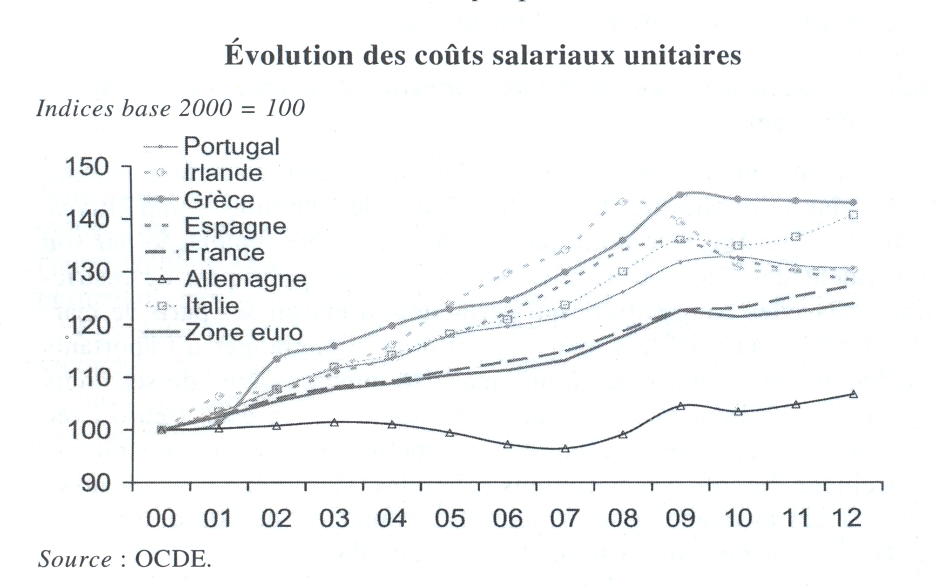 Évolution des coûts salariaux unitaires
Indices base 2000 = 100
Portugal
150
Irlande
Grèce
140
Espagne
France
130
Allemagne
Italie
120
Zone euro
110
100
90
00 01 02 03 04 05 06 07 08 09 10 11 12
Source : OCDE.